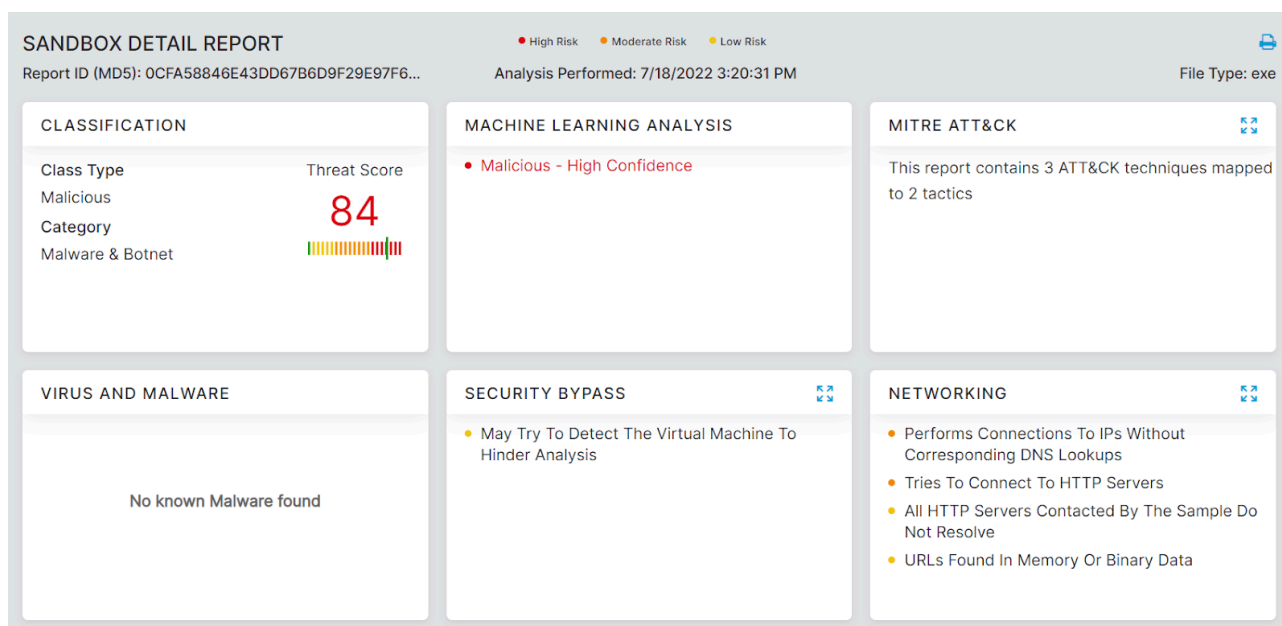 SANDBOX DETAIL REPORT
High Risk Moderate Risk Low Risk
Report ID (MD5): 0CFA58846E43DD67B6D9F29E97F6...
Analysis Performed: 7/18/2022 3:20:31 PM
File Type: exe
CLASSIFICATION
Class Type
Malicious
Category
Malware & Botnet
Threat Score
84
MACHINE LEARNING ANALYSIS
Malicious - High Confidence
MITRE ATT&CK
This report contains 3 ATT&CK techniques mapped
to 2 tactics
VIRUS AND MALWARE
No known Malware found
SECURITY BYPASS
May Try To Detect The Virtual Machine To
Hinder Analysis
NETWORKING
Performs Connections To IPs Without
Corresponding DNS Lookups
Tries To Connect To HTTP Servers
All HTTP Servers Contacted By The Sample Do
Not Resolve
URLs Found In Memory Or Binary Data